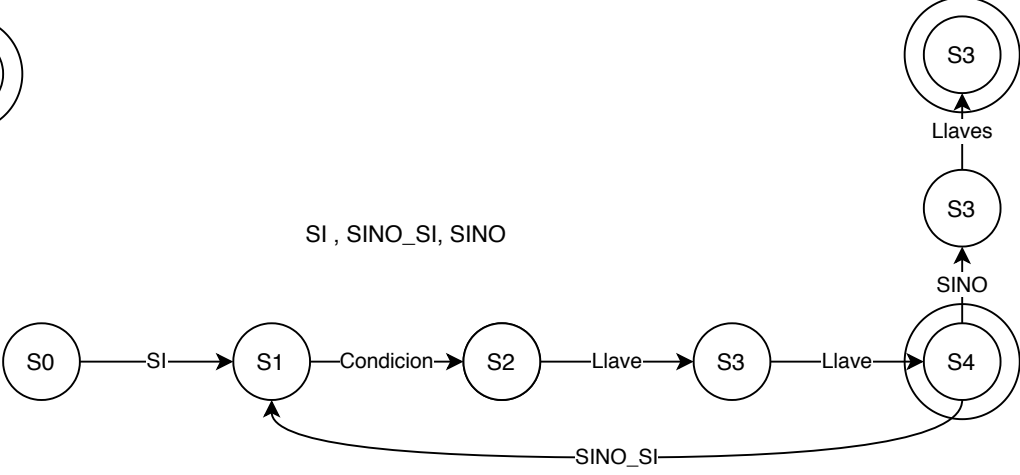 S3
Llaves
S3
SI , SINO_SI, SINO
SINO
S0
SI
S1
Condicion
S2
Llave
S3
Llave
S4
SINO_SI